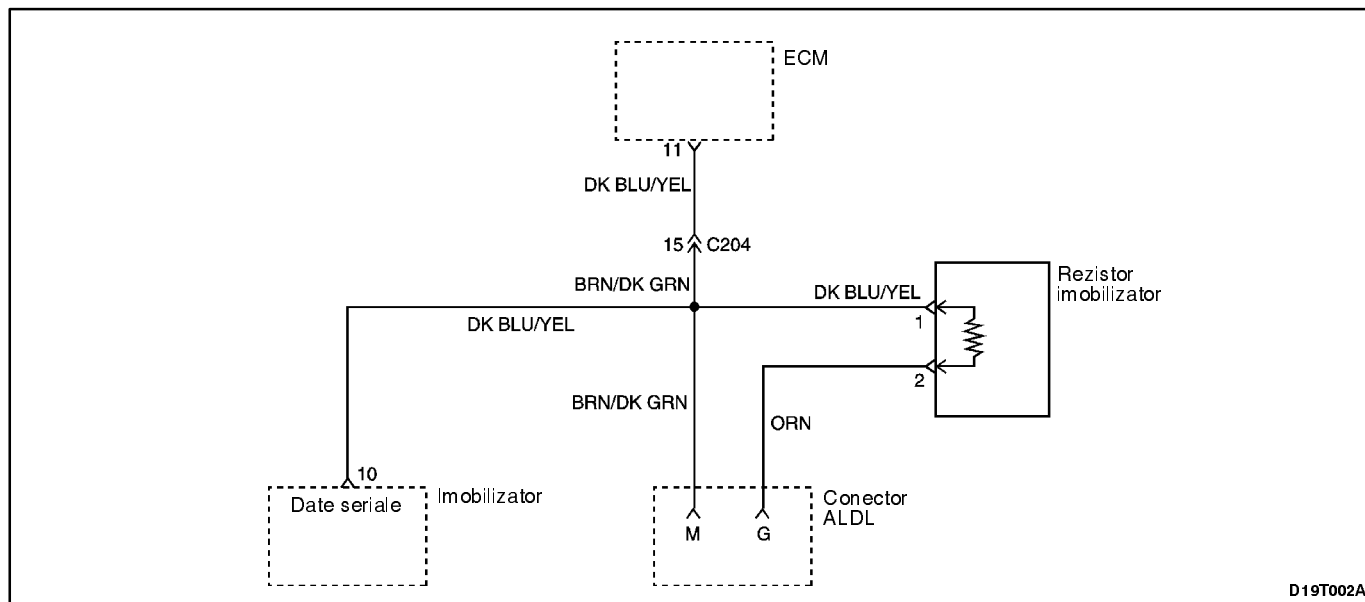 ECM
11
DK BLU/YEL
15 C204
BRN/DK GRN
DK BLU/YEL
Rezistor
imobilizator
DK BLU/YEL
1
2
BRN/DK GRN
ORN
10
Date seriale
Imobilizator
Conector
ALDL
M
G
D19T002A